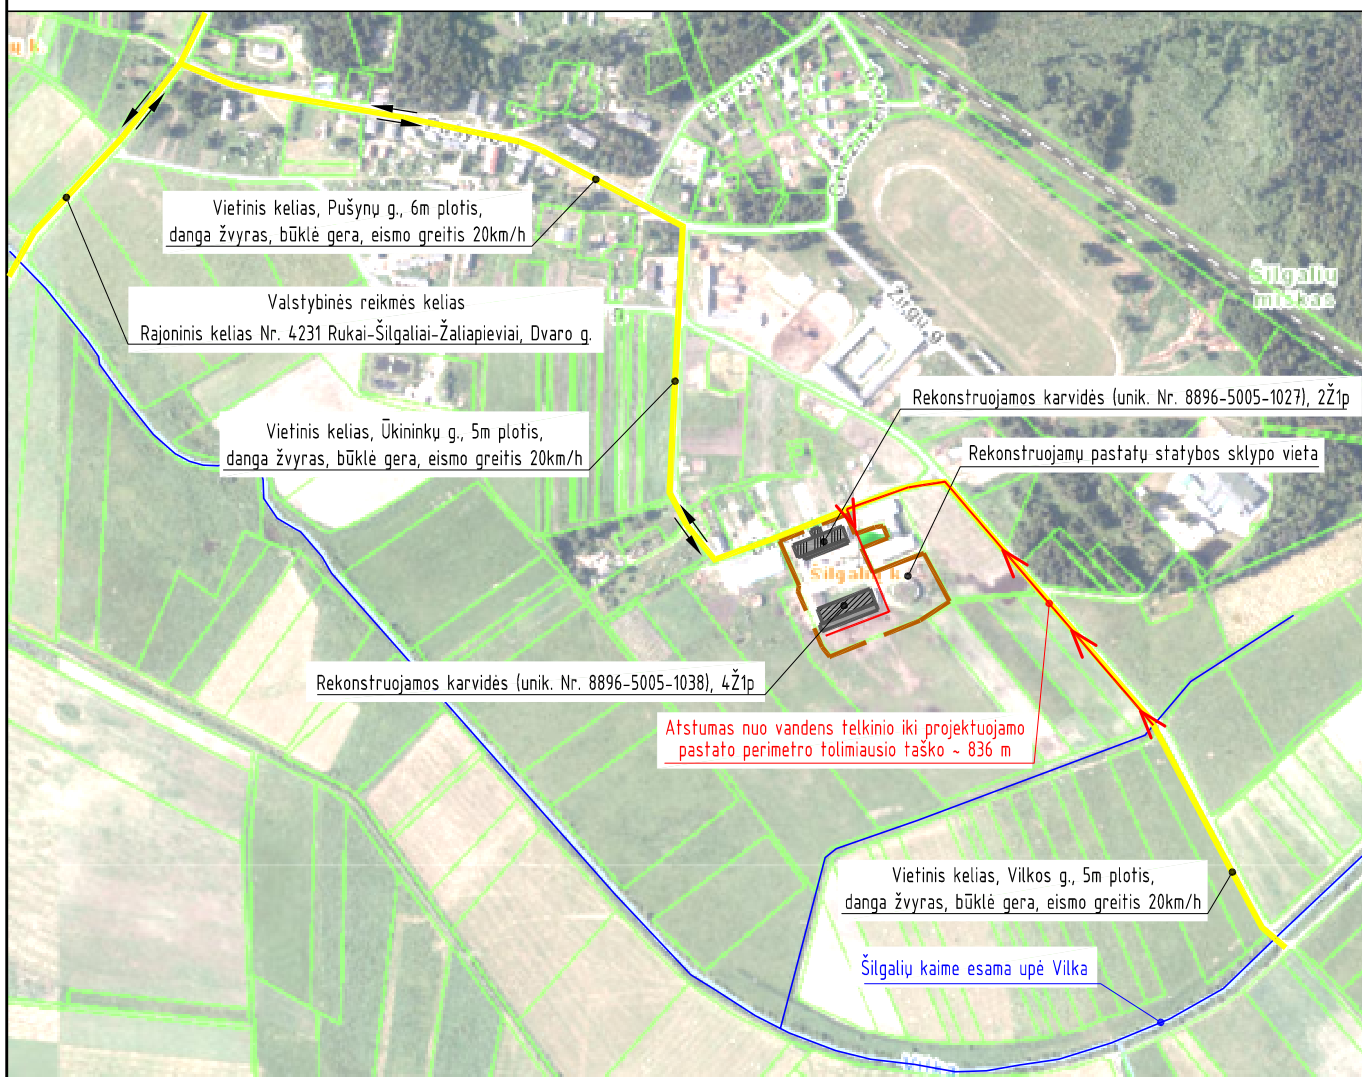 Vietinis kelias, Pušynų g., 6m plotis,
danga žvyras, būklė gera, eismo greitis 20km/h
Valstybinės reikmės kelias
Rajoninis kelias Nr. 4231 Rukai-Šilgaliai-Žaliapieviai, Dvaro g.
Šilgalių
miškas
Žirgų g.
Rekonstruojamos karvidės (unik. Nr. 8896-5005-1027), 2Ž1p
Vietinis kelias, Ūkininkų g., 5m plotis,
danga žvyras, būklė gera, eismo greitis 20km/h
Rekonstruojamų pastatų statybos sklypo vieta
Šilgalių k.
Rekonstruojamos karvidės (unik. Nr. 8896-5005-1038), 4Ž1p
Atstumas nuo vandens telkinio iki projektuojamo
pastato perimetro tolimiausio taško ~ 836 m
Vietinis kelias, Vilkos g., 5m plotis,
danga žvyras, būklė gera, eismo greitis 20km/h
Šilgalių kaime esama upė Vilka